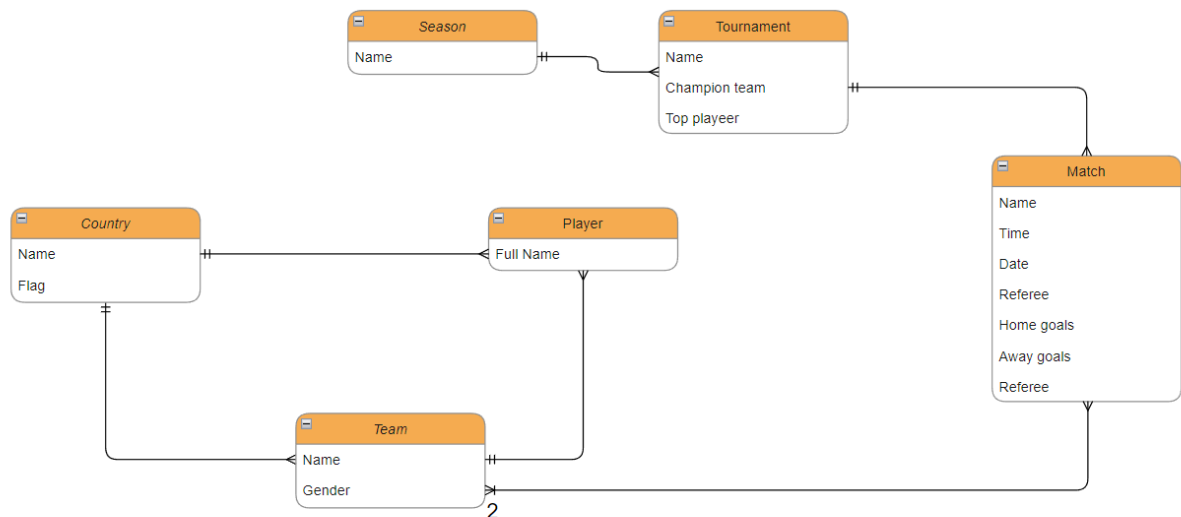 Season
Name
Tournament
Name
Champion team
Top playeer
Match
Name
Time
Date
Referee
Home goals
Away goals
Referee
Country
Name
Flag
Player
Full Name
Team
Name
Gender
2